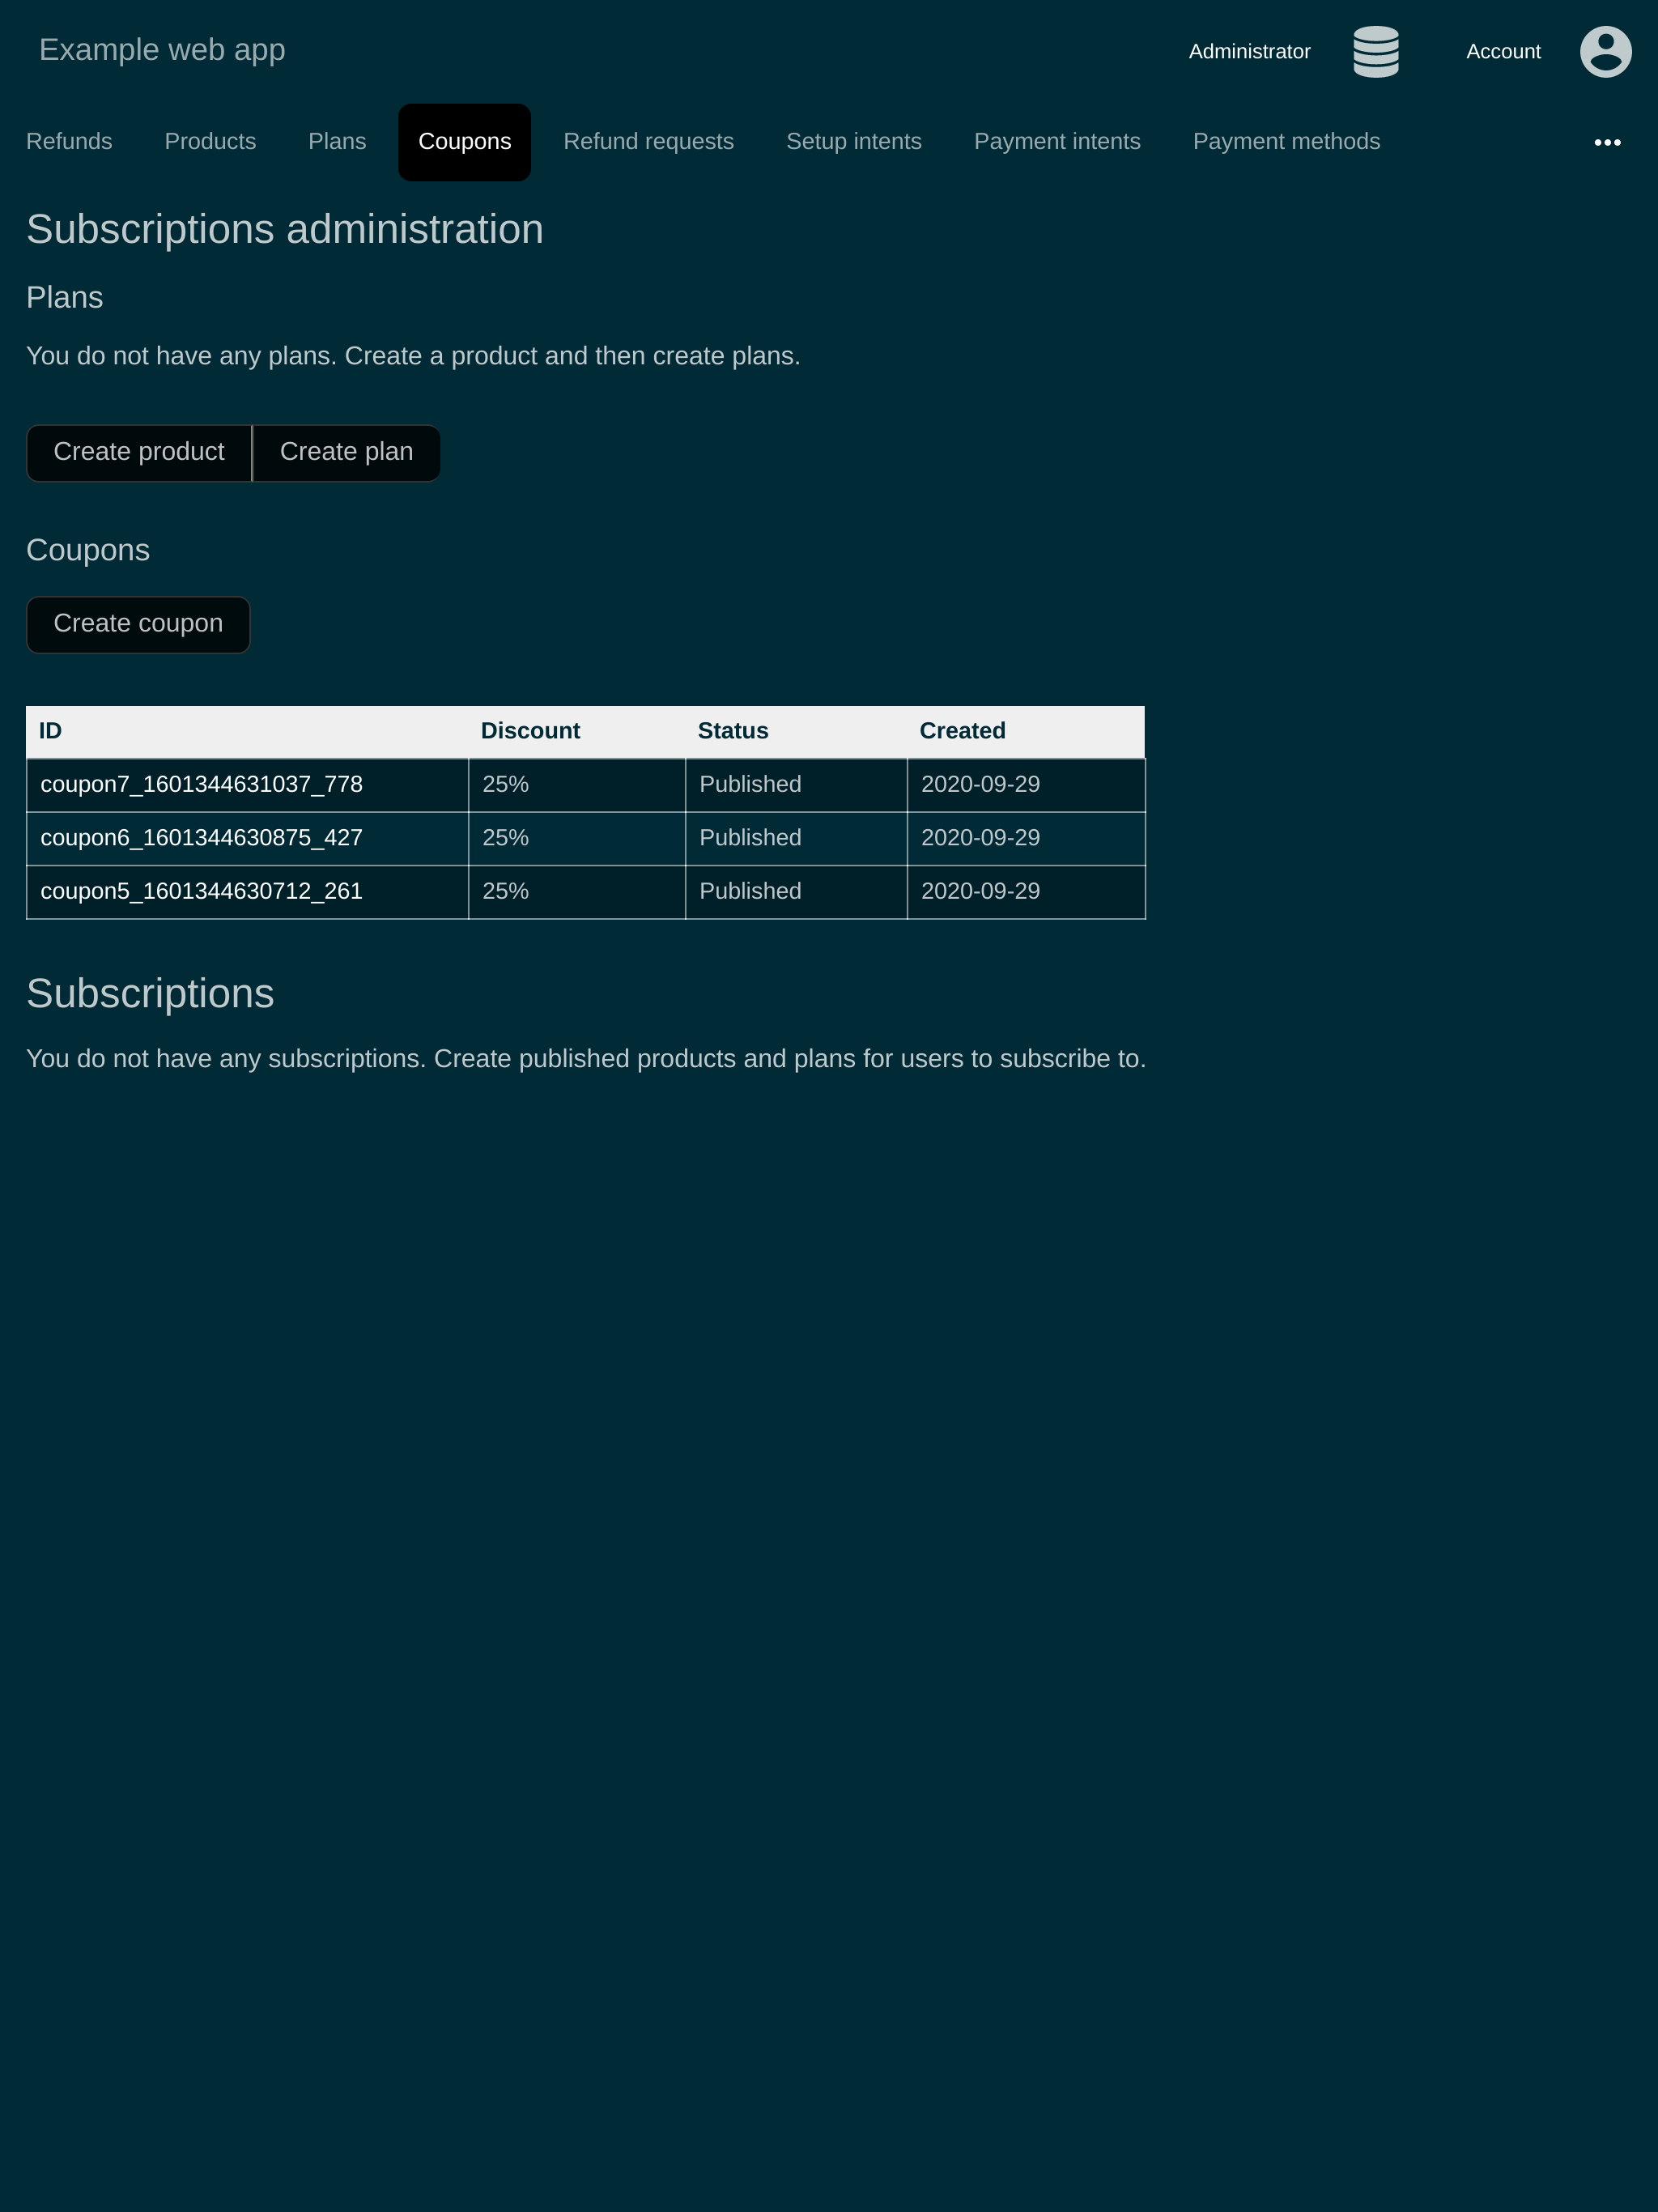 Example web app Administrator Account
Refunds Products Plans Coupons Refund requests Setup intents Payment intents Payment methods •••
Subscriptions administration
Plans
You do not have any plans. Create a product and then create plans.
Create product Create plan
Coupons
Create coupon
ID Discount Status Created
coupon7_1601344631037_778 25% Published 2020-09-29
coupon6_1601344630875_427 25% Published 2020-09-29
coupon5_1601344630712_261 25% Published 2020-09-29
Subscriptions
You do not have any subscriptions. Create published products and plans for users to subscribe to.